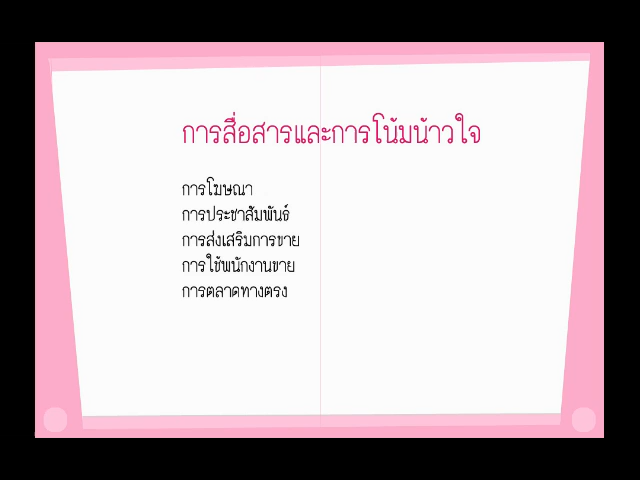 การสื่อสารและการโน้มน้าวใจ
การโฆษณา
การประชาสัมพันธ์
การส่งเสริมการขาย
การใช้พนักงานขาย
การตลาดทางตรง